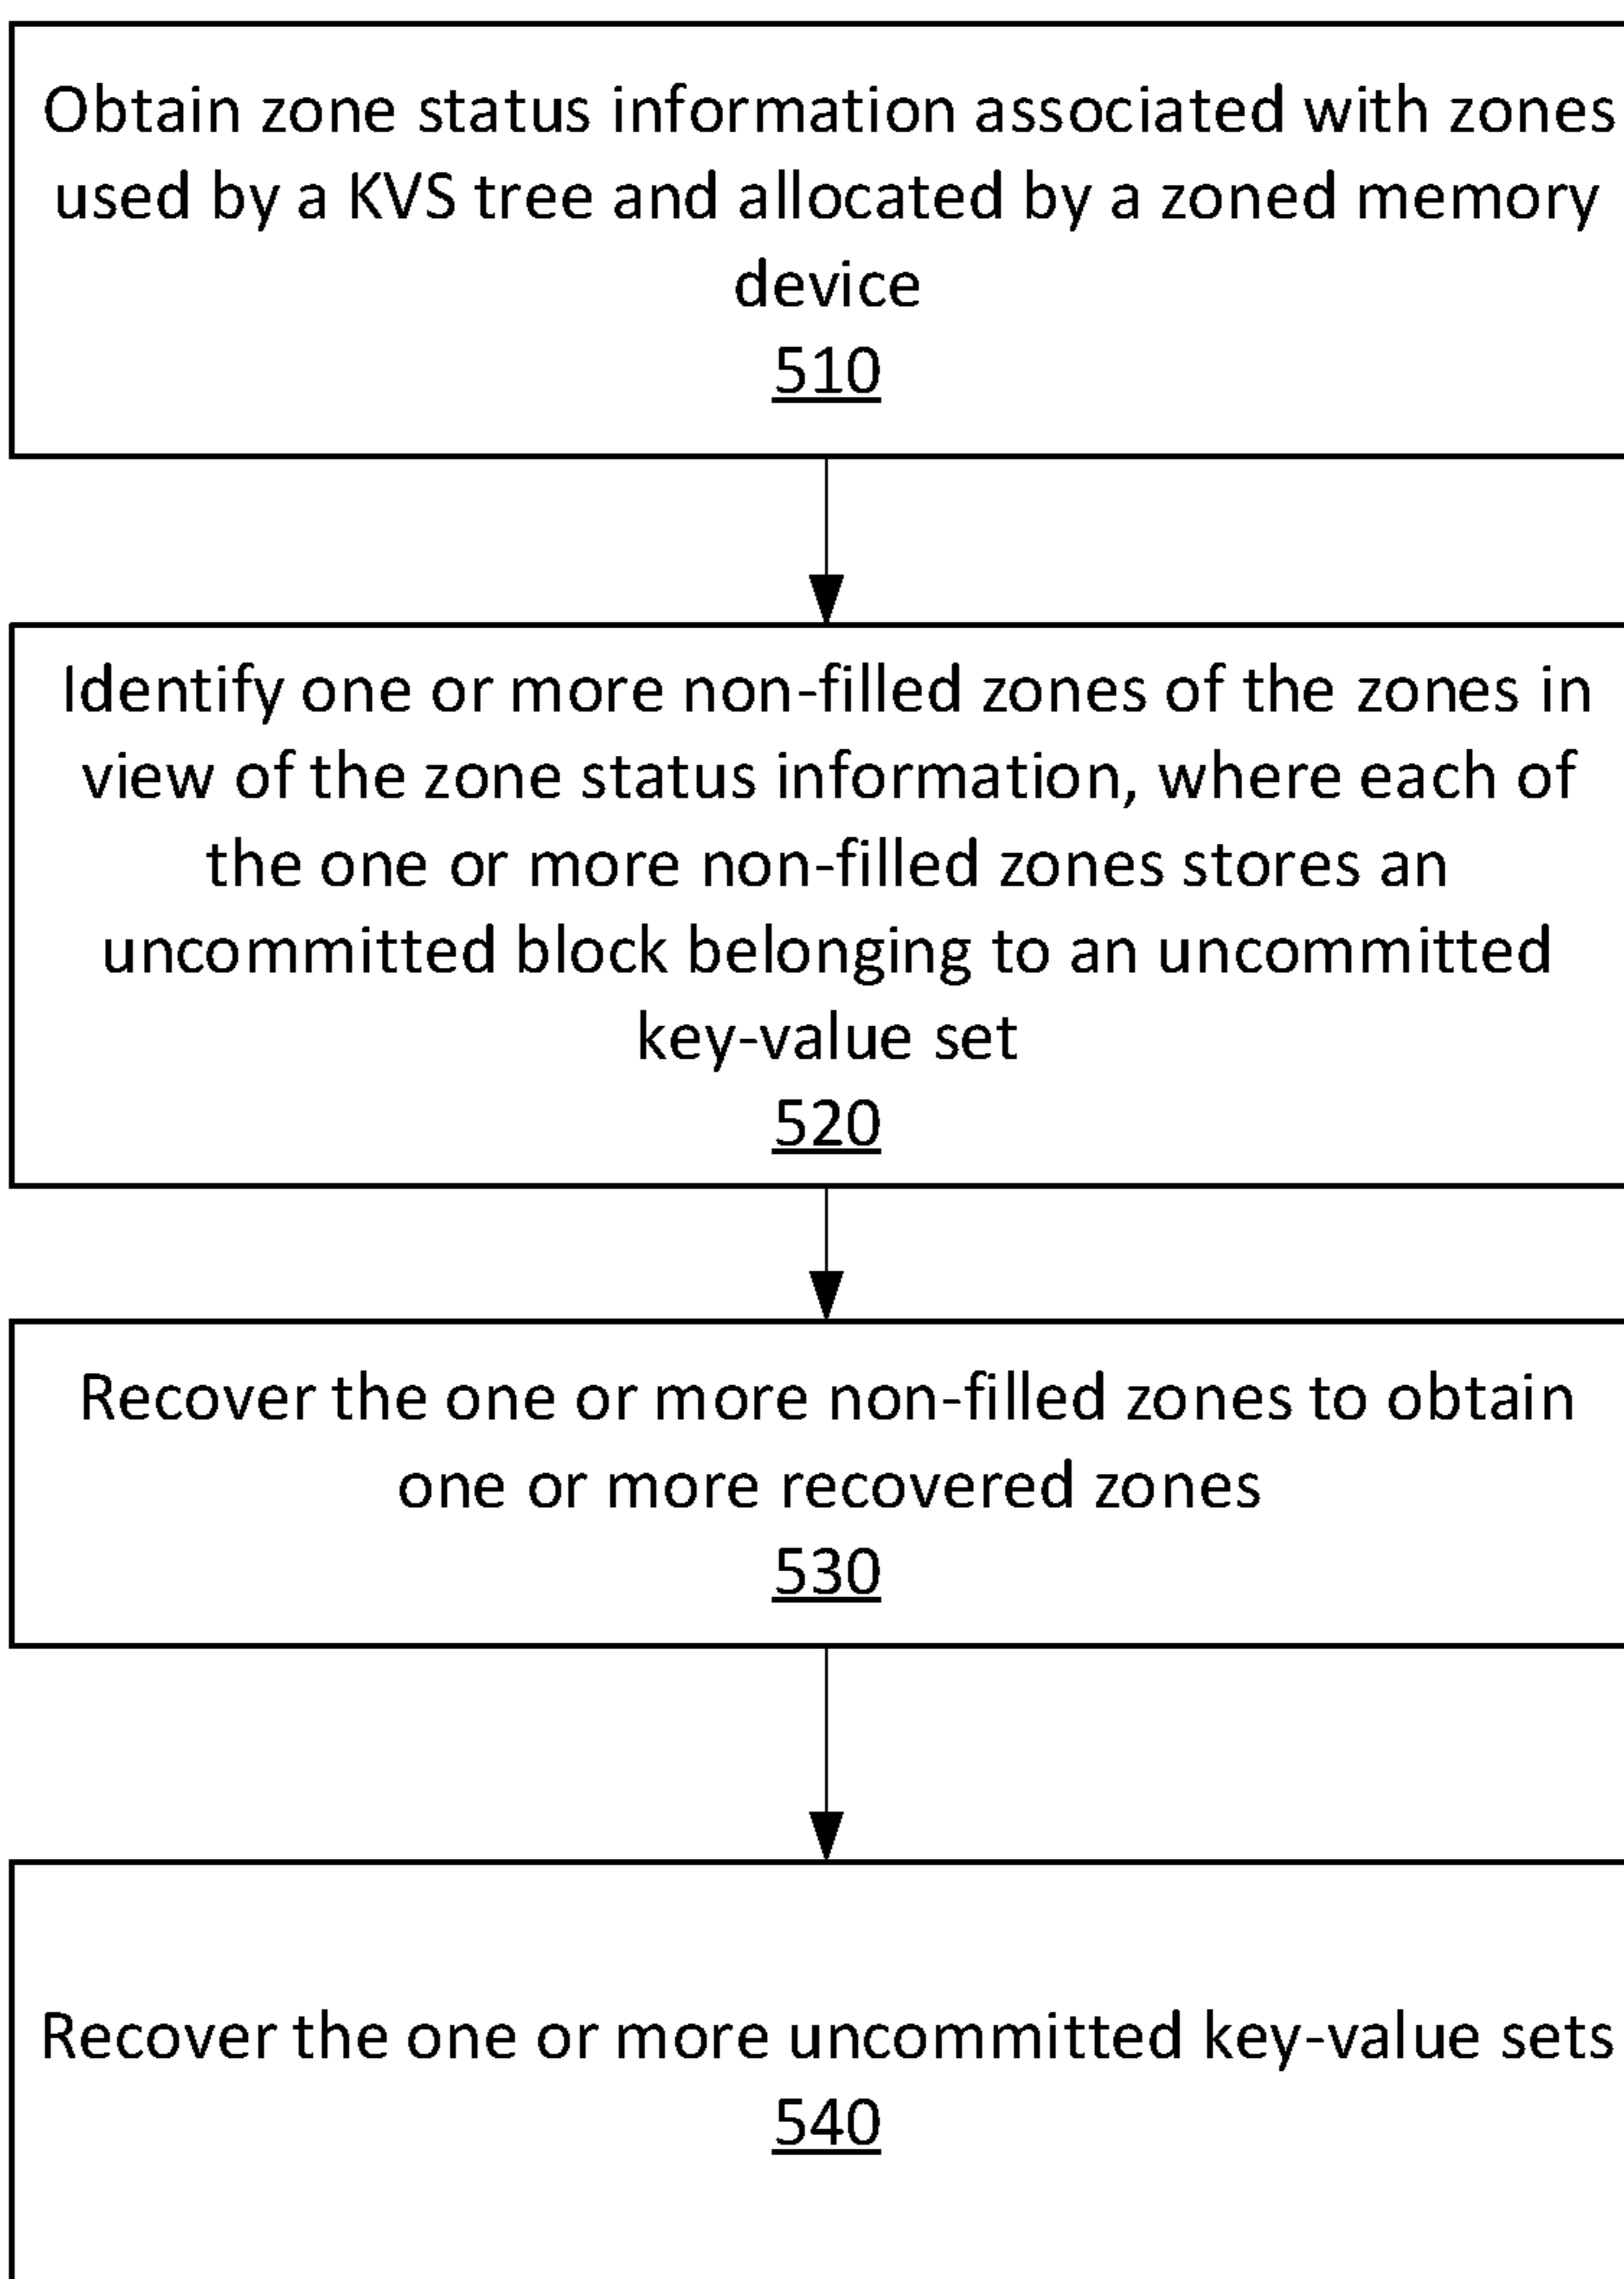 Obtain zone status information associated with zones
used by a KVS tree and allocated by a zoned memory
device
510
Identify one or more non-filled zones of the zones in
view of the zone status information, where each of
the one or more non-filled zones stores an
uncommitted block belonging to an uncommitted
key-value set
520
Recover the one or more non-filled zones to obtain
one or more recovered zones
530
Recover the one or more uncommitted key-value sets
540